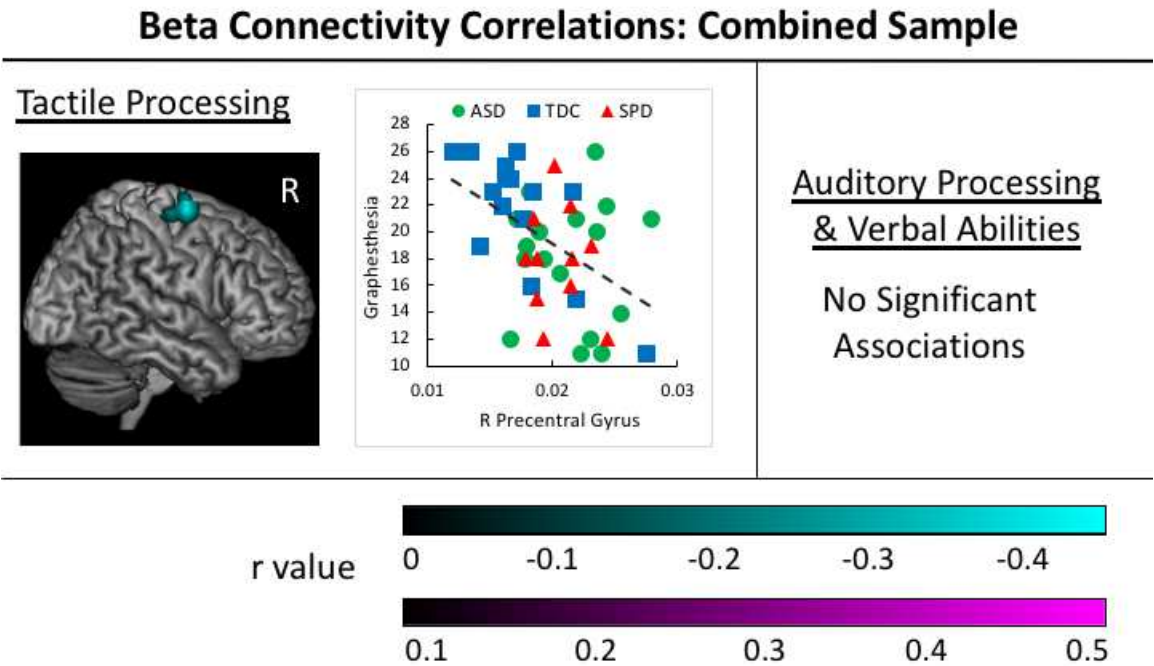 Beta Connectivity Correlations: Combined Sample
Tactile Processing
R
ASD TDC SPD
28
26
24
22
20
18
16
14
12
10
Graphesthesia
0.01 0.02 0.03
R Precentral Gyrus
Auditory Processing
& Verbal Abilities
No Significant
Associations
r value
0 -0.1 -0.2 -0.3 -0.4
0.1 0.2 0.3 0.4 0.5